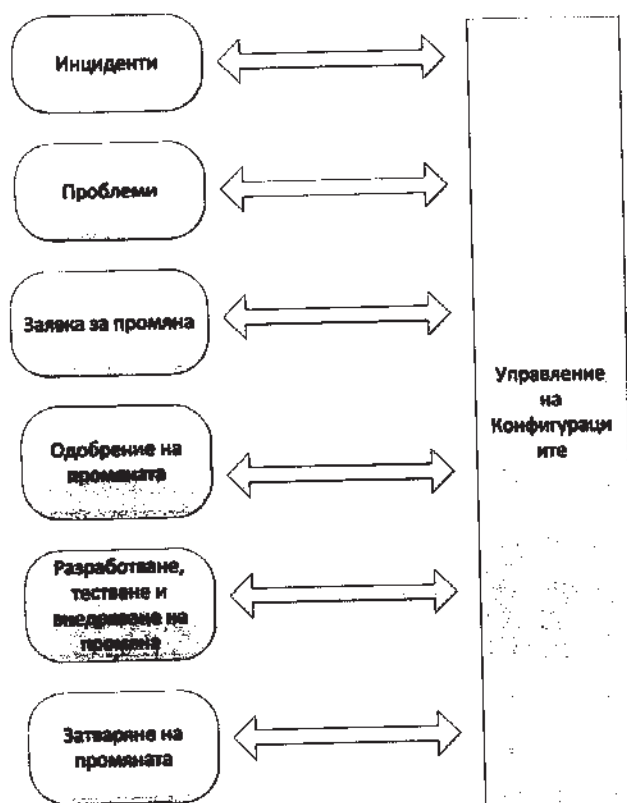 Инциденти
Проблеми
Заявка за промяна
Одобрение на
промяната
Разработване,
тестване и
внедряване на
промяна
Затваряне на
промяната
Управление
на
Конфигураци
ите